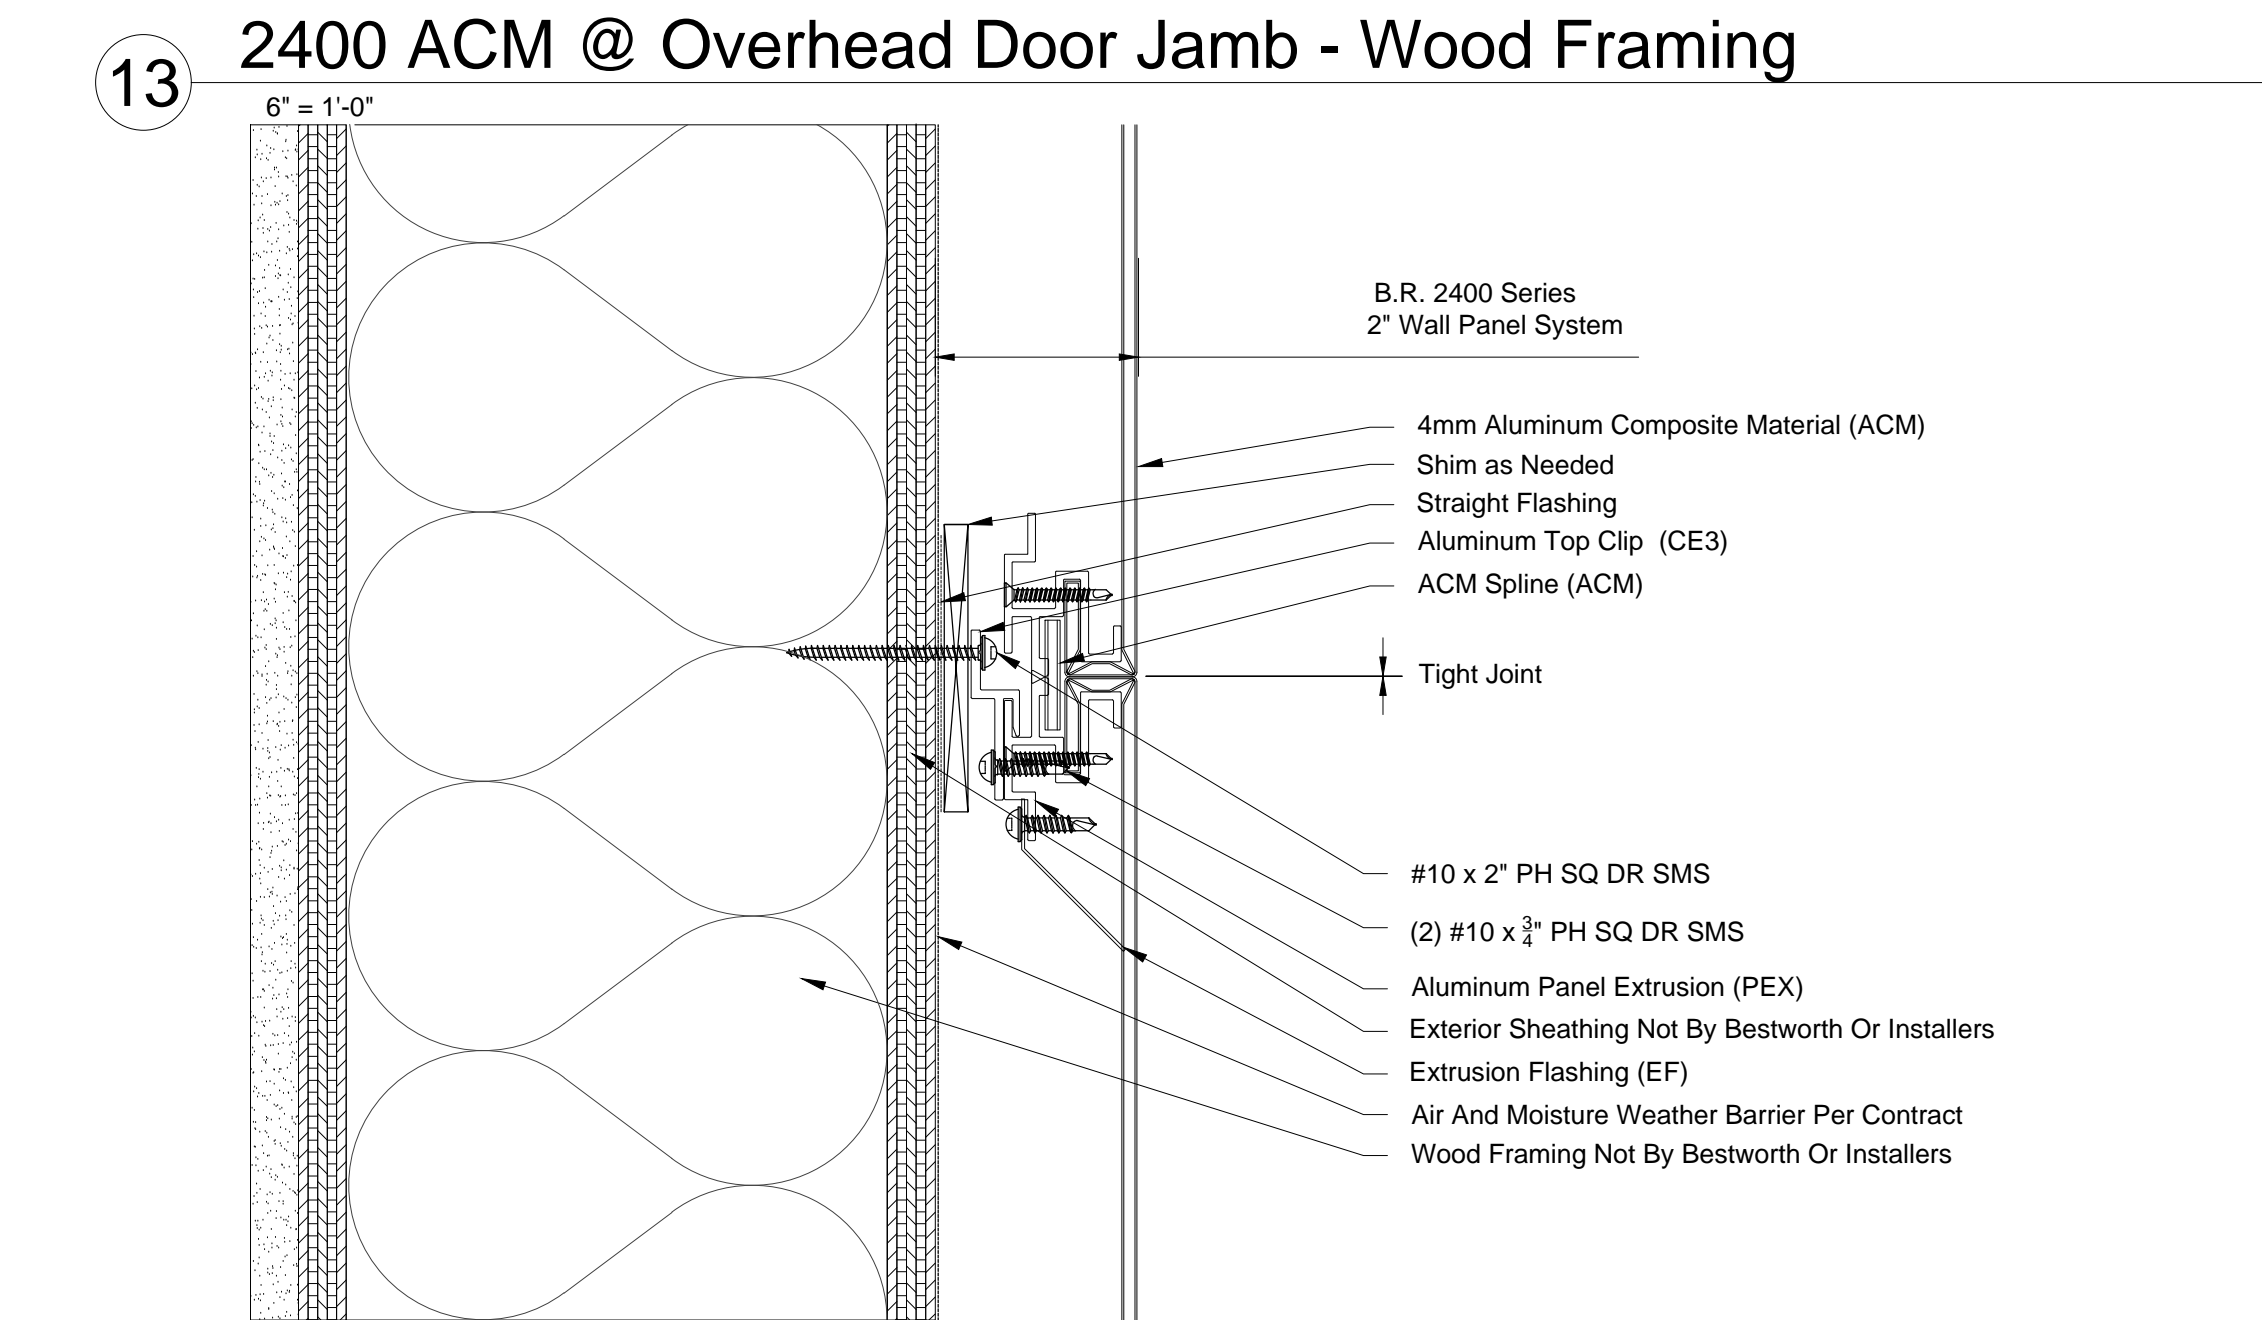 2400 ACM @ Overhead Door Jamb - Wood Framing
13
6" = 1'-0"
B.R. 2400 Series
2" Wall Panel System
4mm Aluminum Composite Material (ACM)
Shim as Needed
Straight Flashing
Aluminum Top Clip (CE3)
ACM Spline (ACM)
Tight Joint
#10 x 2" PH SQ DR SMS
(2) #10 x 3/4" PH SQ DR SMS
Aluminum Panel Extrusion (PEX)
Exterior Sheathing Not By Bestworth Or Installers
Extrusion Flashing (EF)
Air And Moisture Weather Barrier Per Contract
Wood Framing Not By Bestworth Or Installers